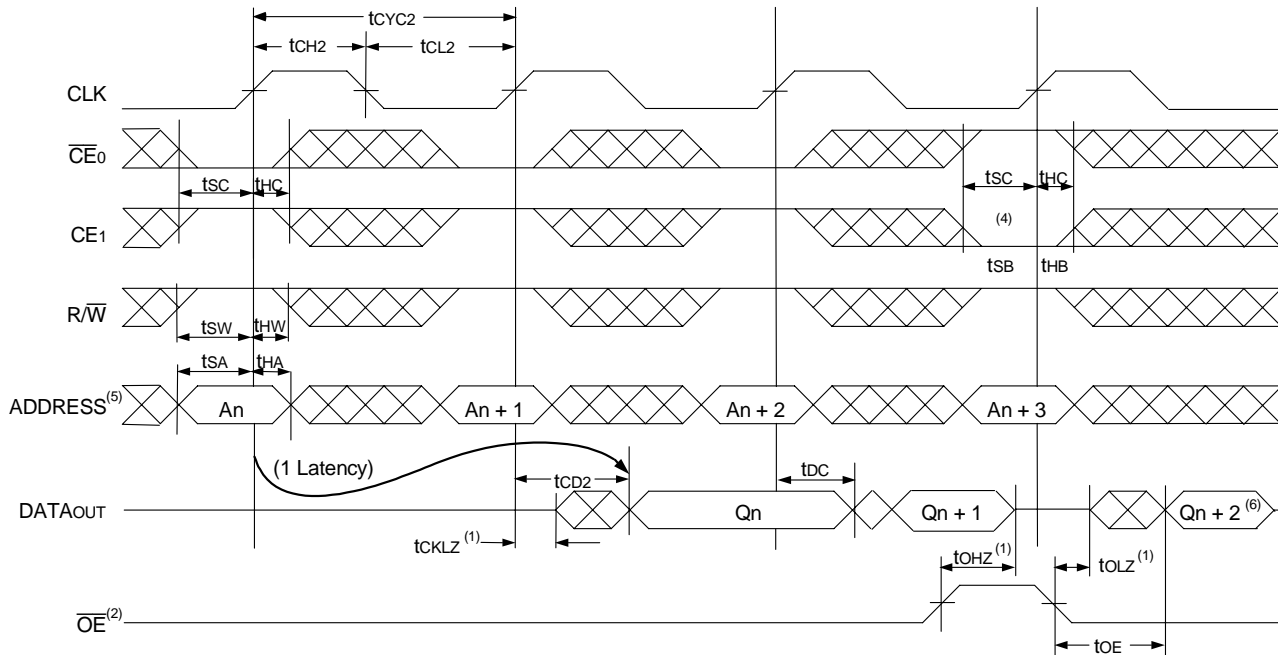 tCYC2
tCH2 tCL2
CLK
CE0
tSC tHC tSC tHC
CE1 (4)
tSB tHB
R/W
tSW tHW
tSA tHA
ADDRESS(5) An An + 1 An + 2 An + 3
(1 Latency) tCD2 tDC
DATAOUT Qn Qn + 1 Qn + 2 (6)
tCKLZ (1) tOHZ (1) tOLZ (1)
OE(2)
tOE